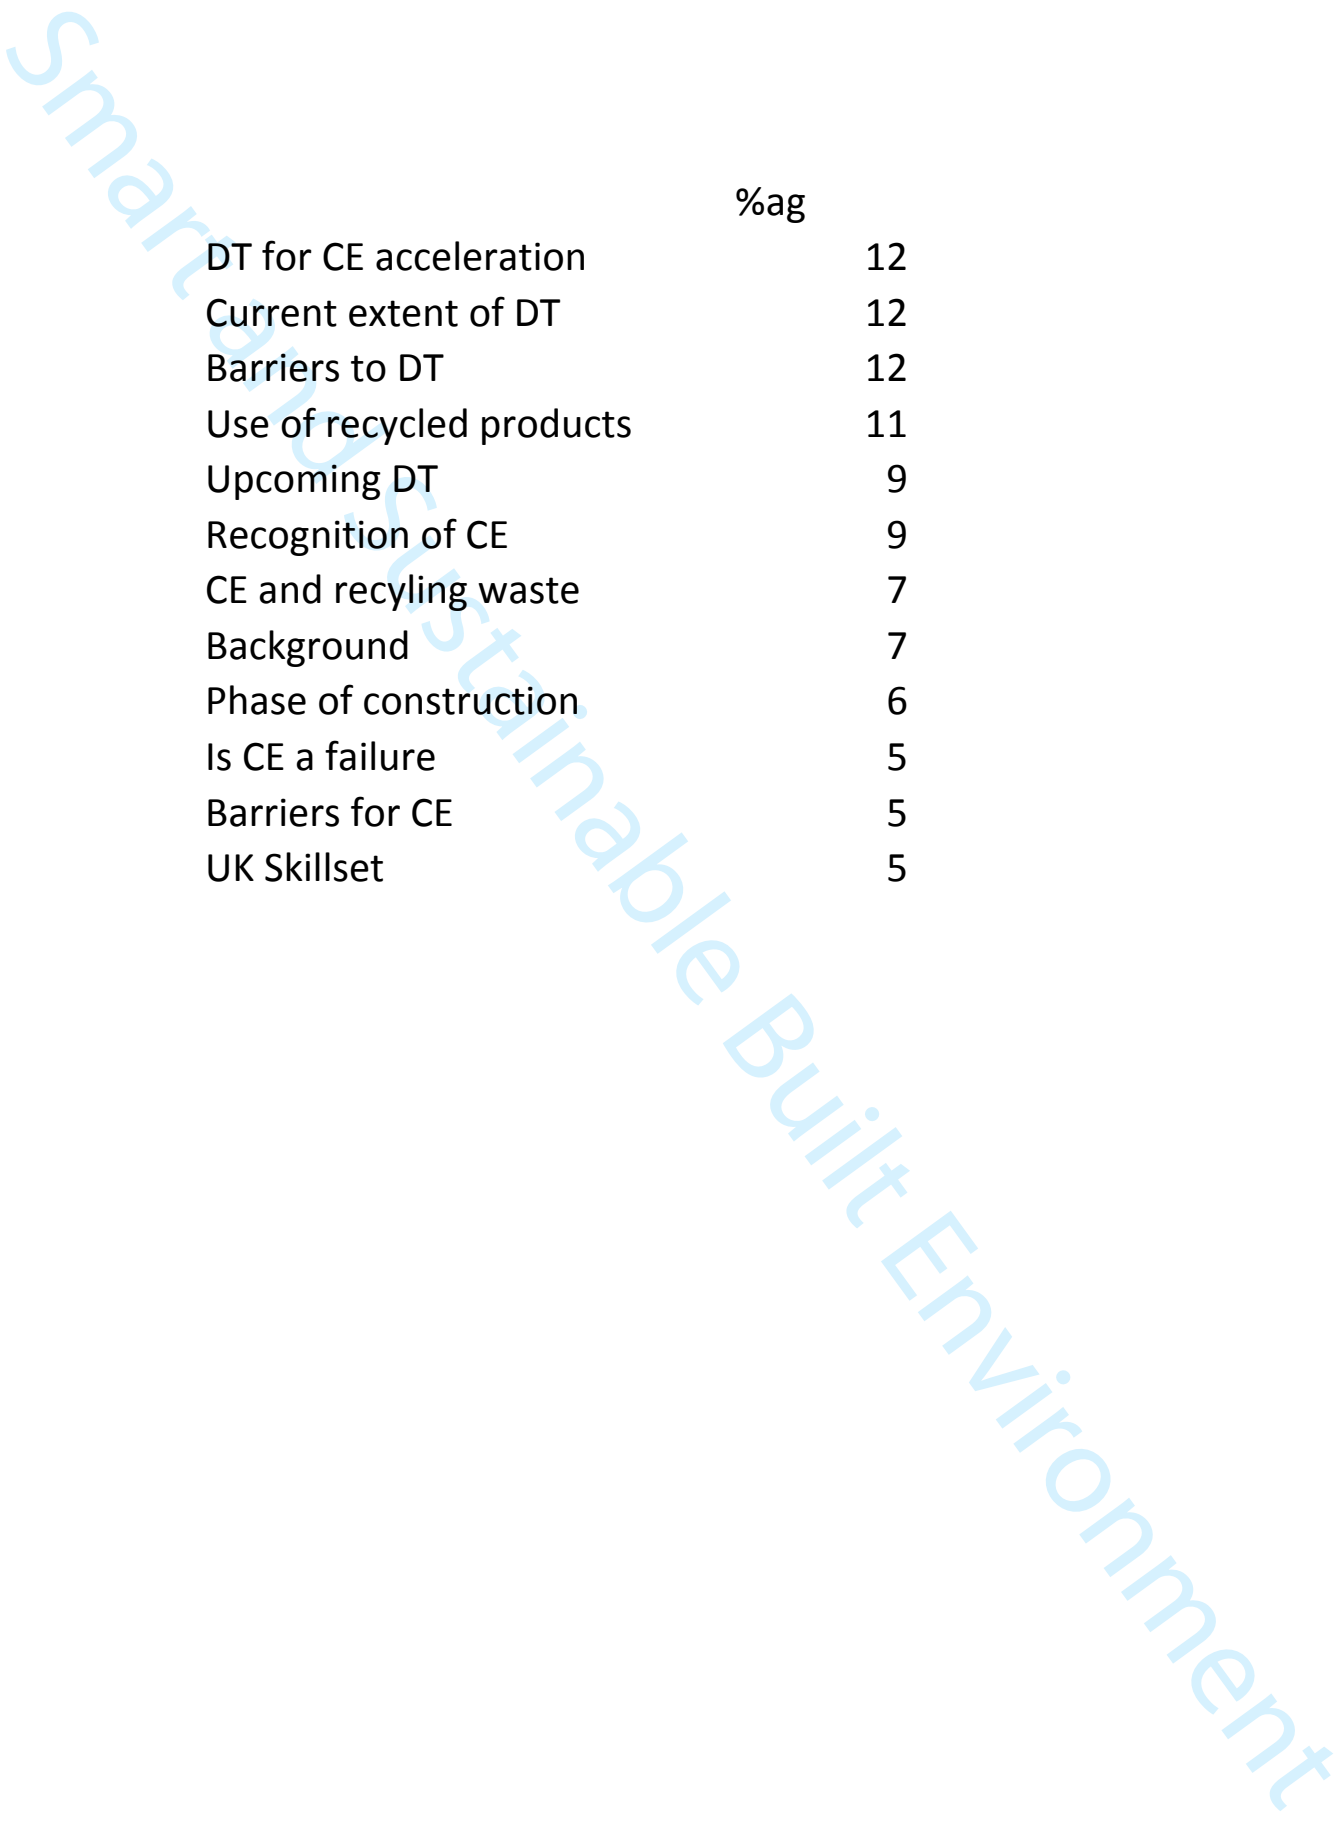 %ag
DT for CE acceleration 12
Current extent of DT 12
Barriers to DT 12
Use of recycled products 11
Upcoming DT 9
Recognition of CE 9
CE and recyling waste 7
Background 7
Phase of construction 6
Is CE a failure 5
Barriers for CE 5
UK Skillset 5
Smart and Sustainable Built Environment